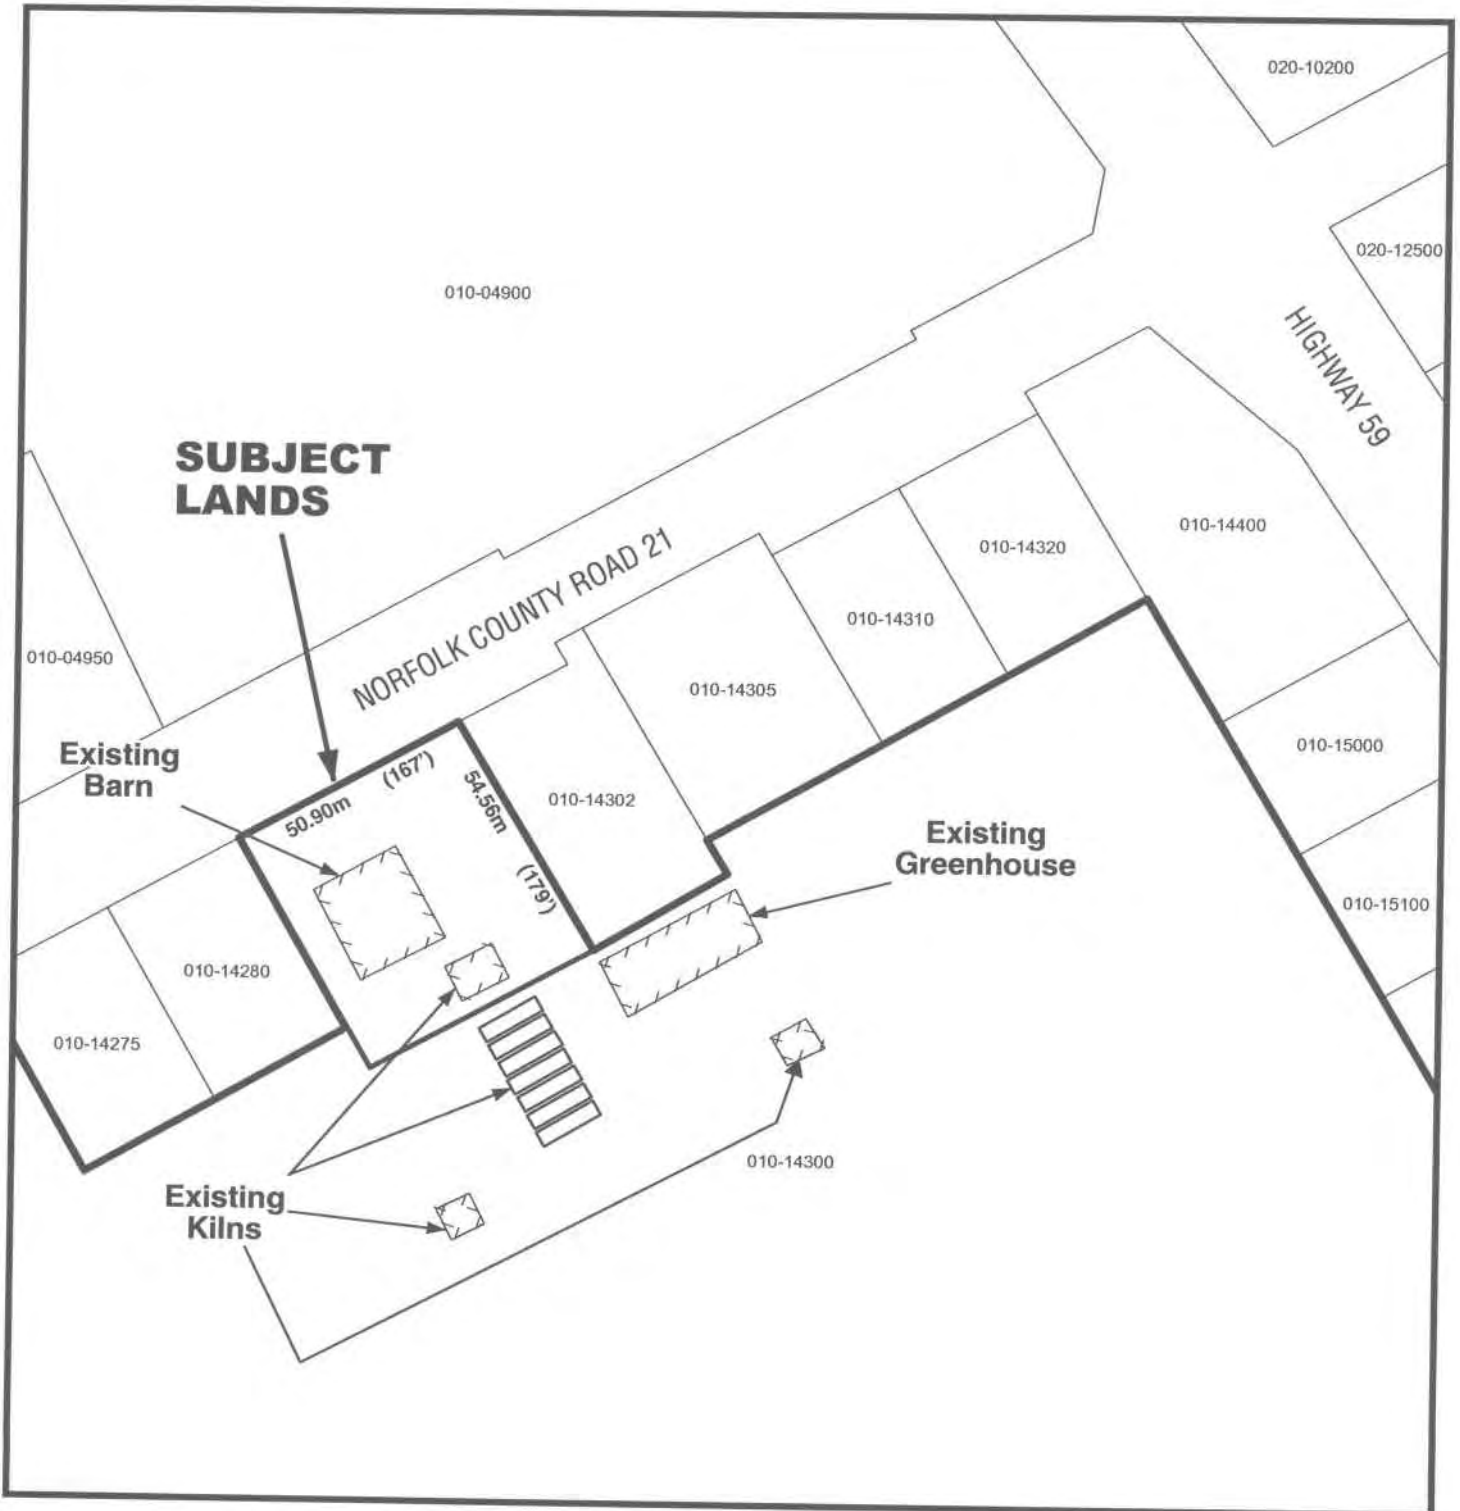 020-10200
020-12500
010-04900
HIGHWAY 59
SUBJECT
LANDS
010-14400
010-14320
NORFOLK COUNTY ROAD 21
010-14310
010-04950
010-14305
Existing
Barn
50.90m
(167')
54.56m
(179')
010-14302
010-15000
Existing
Greenhouse
010-15100
010-14280
010-14275
010-14300
Existing
Kilns